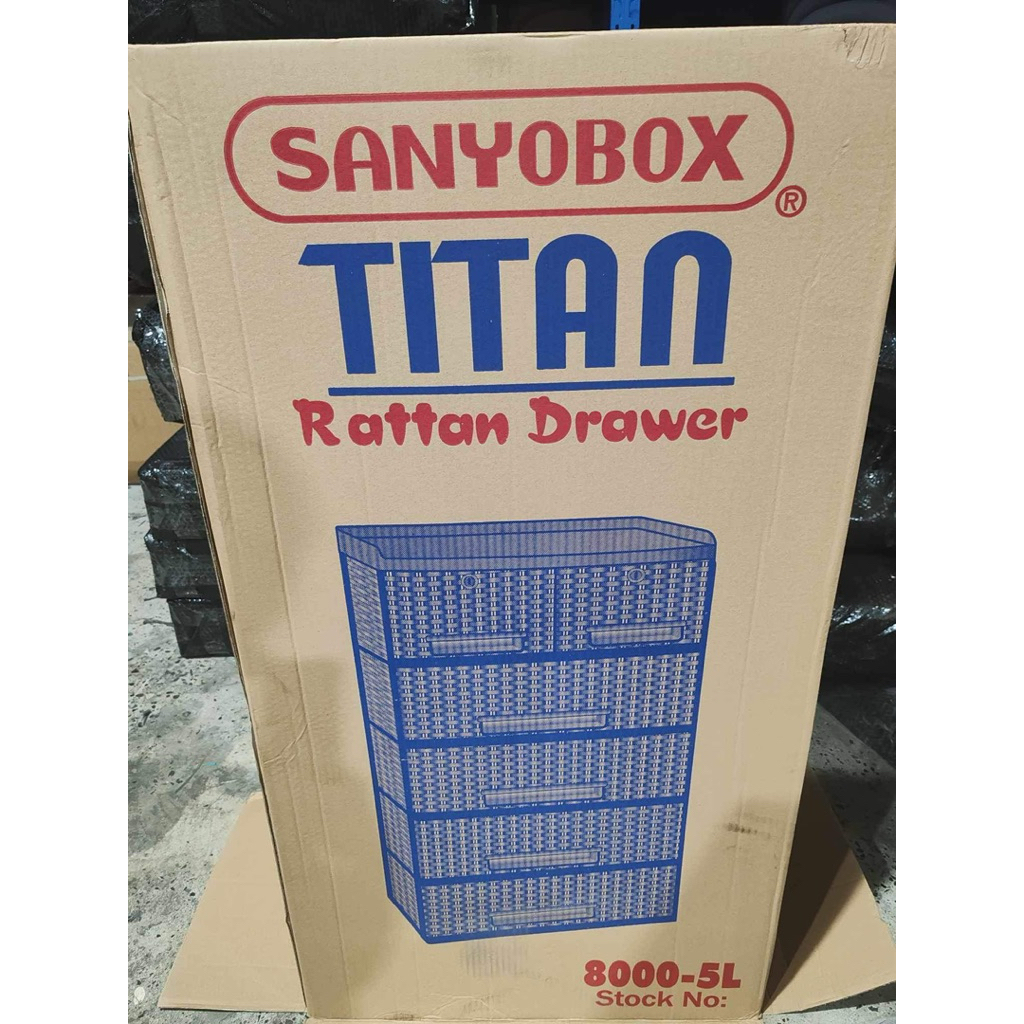 SANYOBOX
®
TITAN
Rattan Drawer
8000-5L
Stock No: